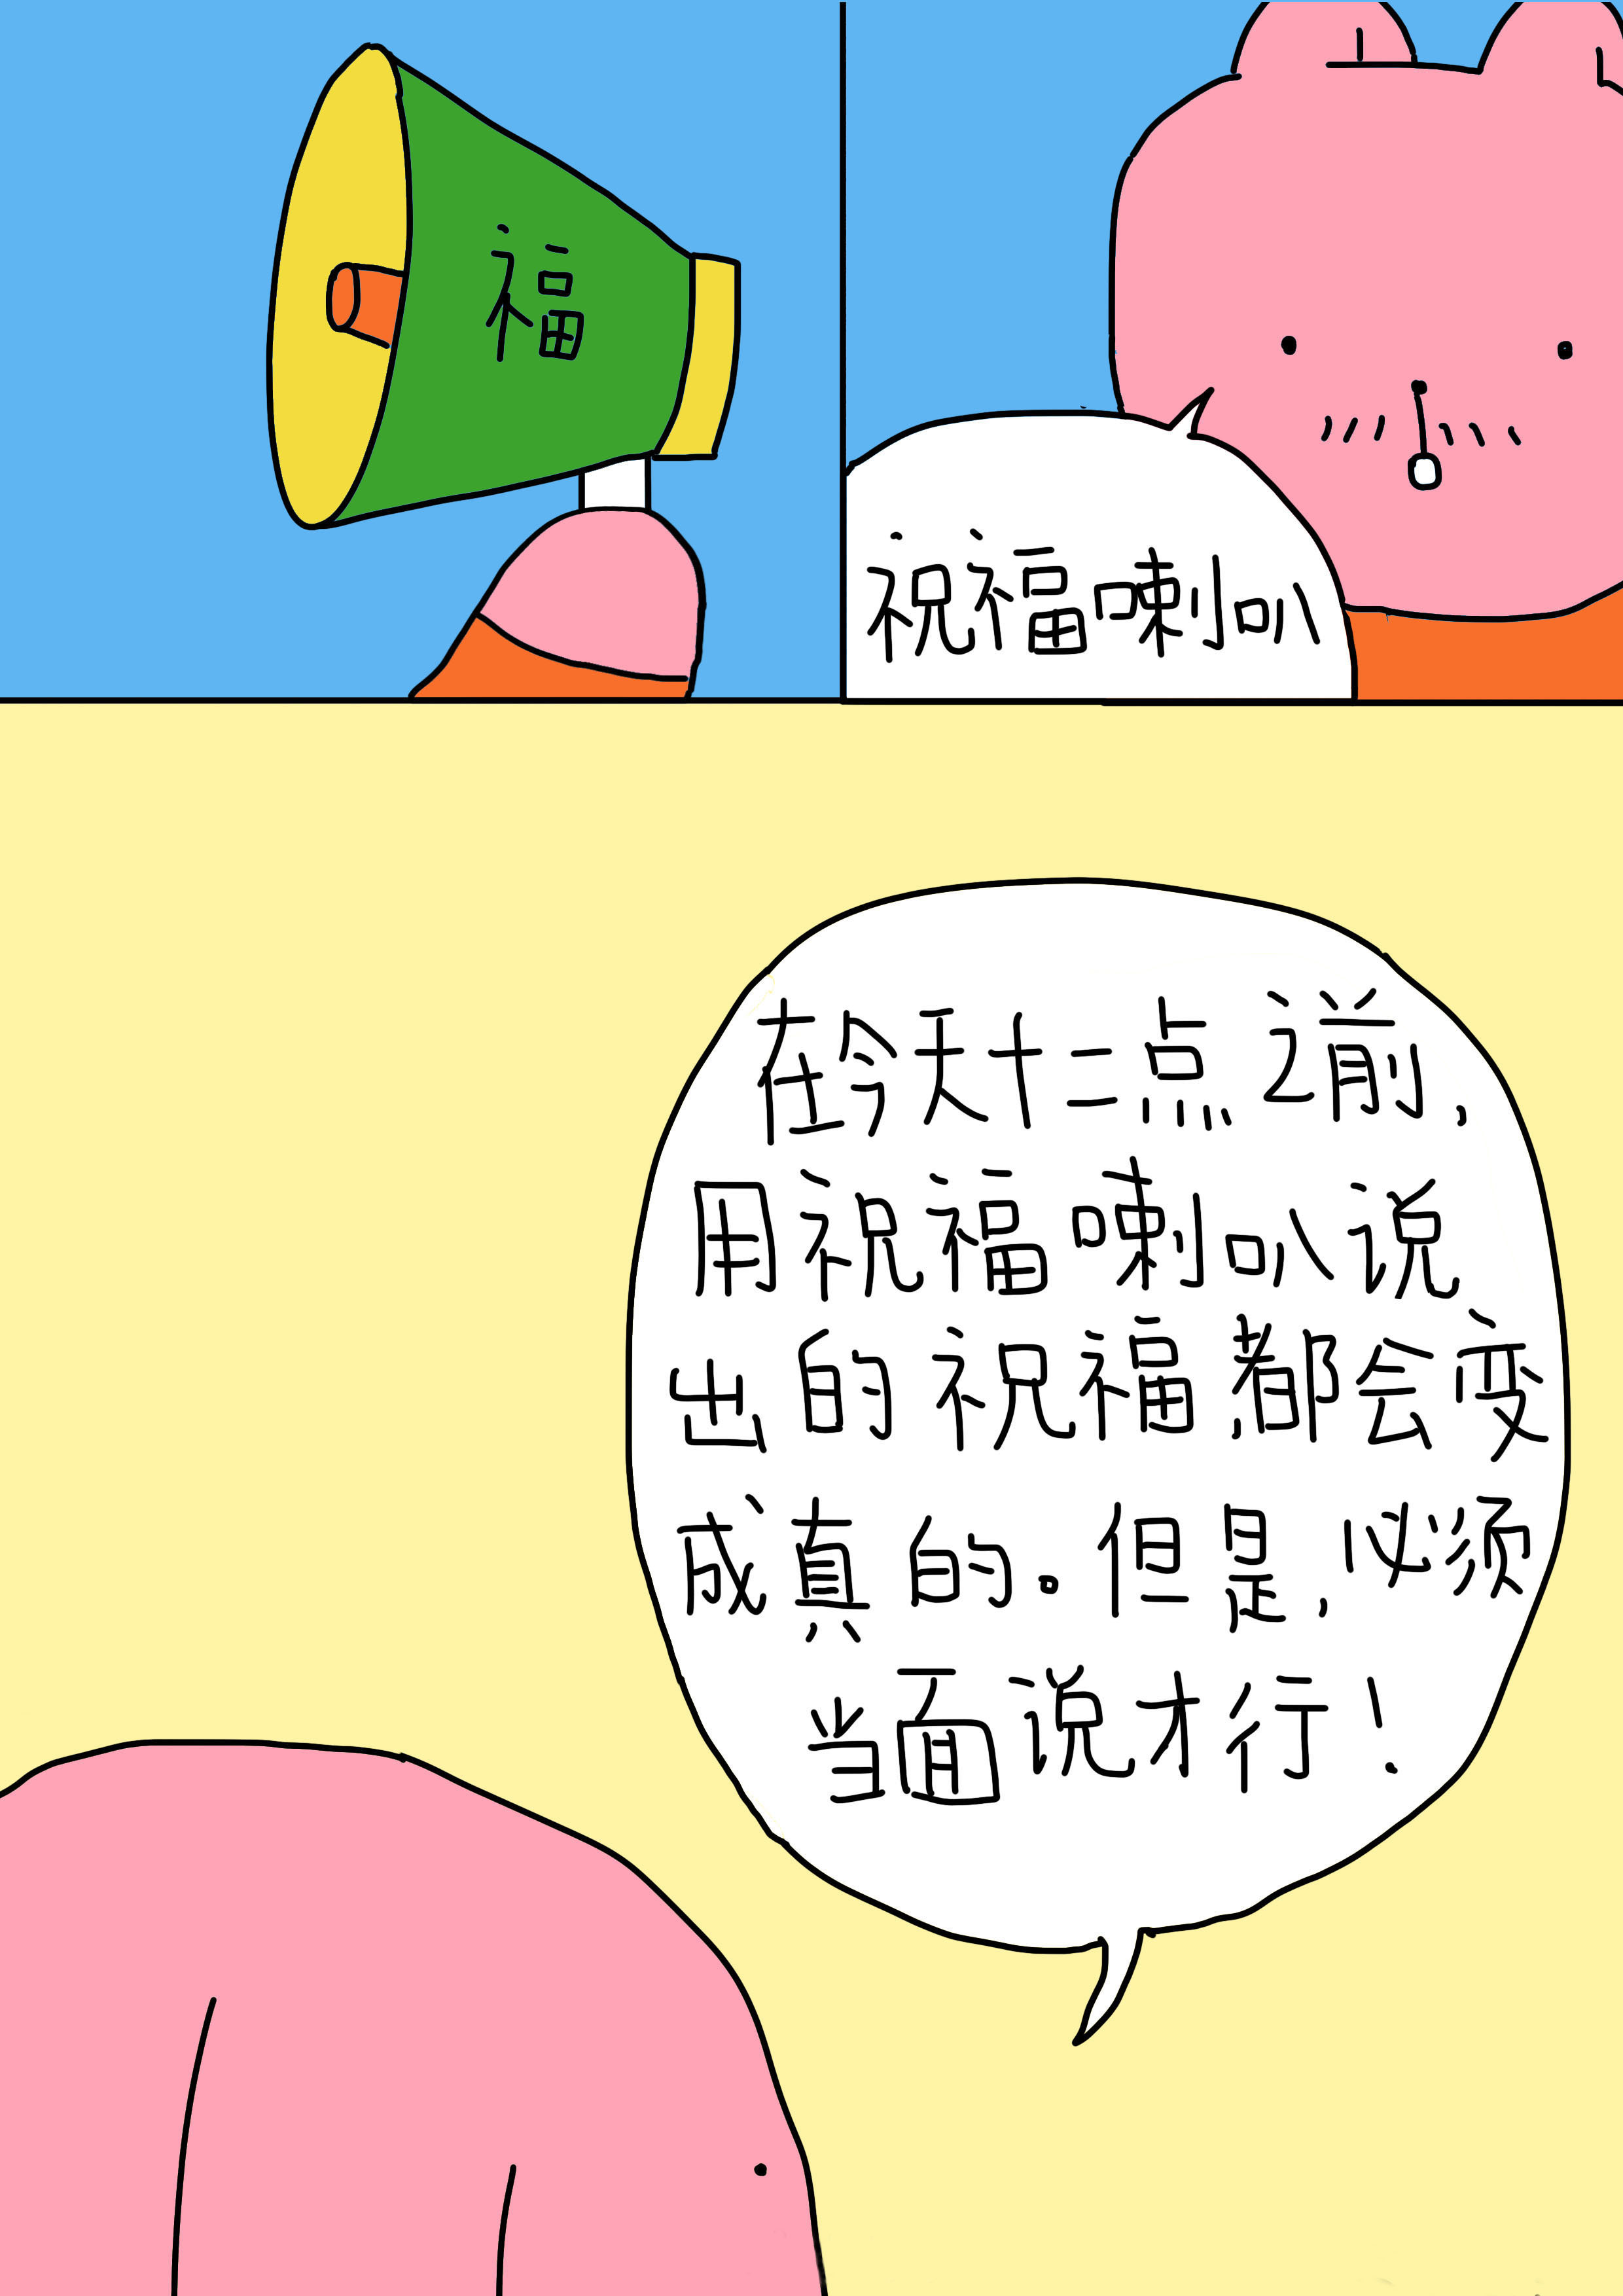 福
祝福喇叭
在今天十二点之前,
用祝福喇叭说
出的祝福都会变
成真的。但是,必须
当面说才行!